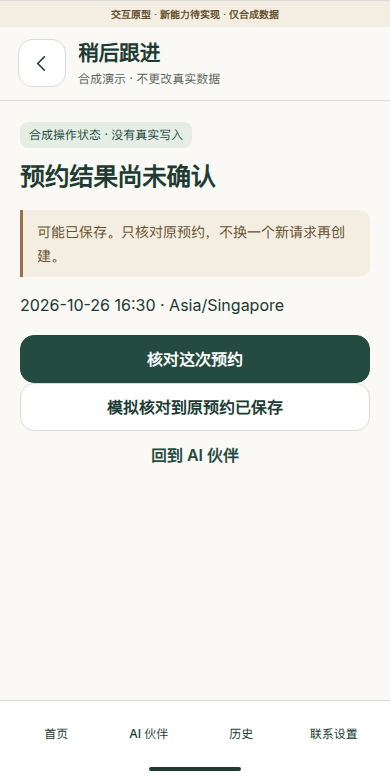 交互原型 · 新能力待实现 · 仅合成数据
稍后跟进
合成演示 · 不更改真实数据
合成操作状态 · 没有真实写入
预约结果尚未确认
可能已保存。只核对原预约，不换一个新请求再创
建。
2026-10-26 16:30 · Asia/Singapore
核对这次预约
模拟核对到原预约已保存
回到 AI 伙伴
首页 AI 伙伴 历史 联系设置